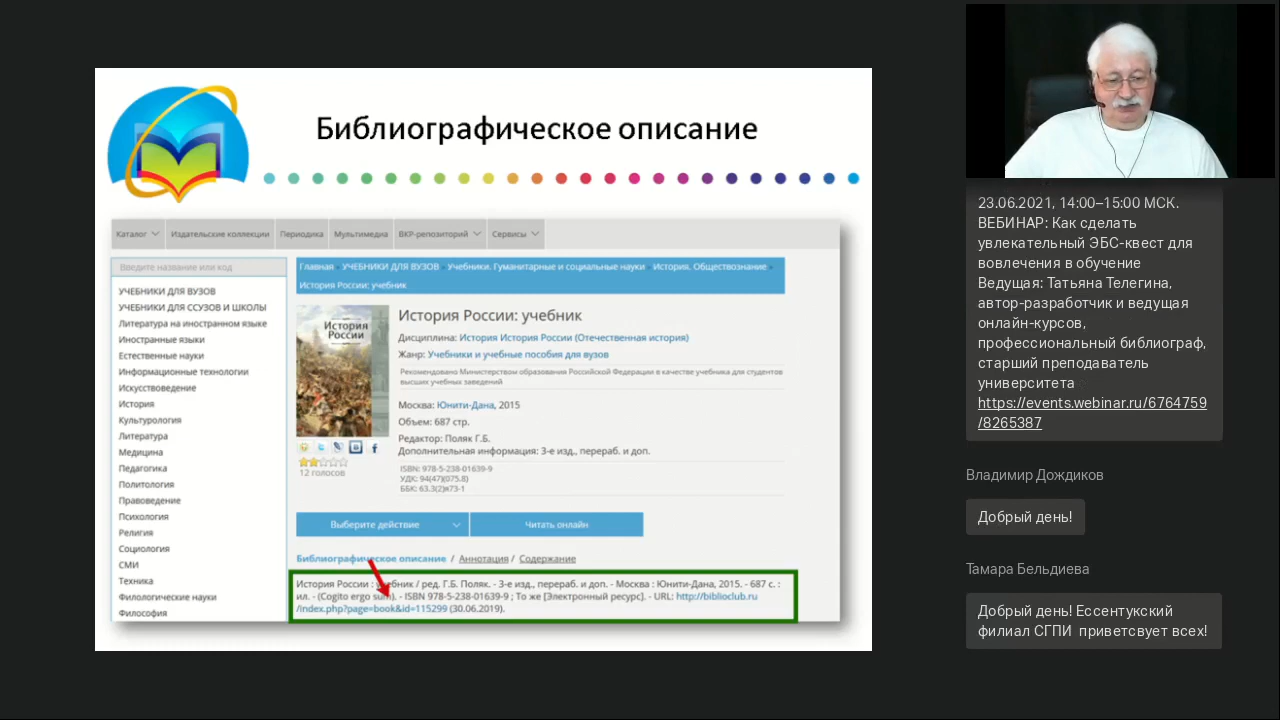 Библиографическое описание
Каталог Издательские коллекции Периодика Мультимедиа ВКР-репозиторий Сервисы
Введите название или код
УЧЕБНИКИ ДЛЯ ВУЗОВ
УЧЕБНИКИ ДЛЯ ССУЗОВ И ШКОЛЫ
Литература на иностранном языке
Иностранные языки
Естественные науки
Информационные технологии
Искусствоведение
История
Культурология
Литература
Медицина
Педагогика
Политология
Правоведение
Психология
Религия
Социология
СМИ
Техника
Филологические науки
Философия
Главная » УЧЕБНИКИ ДЛЯ ВУЗОВ » Учебники. Гуманитарные и социальные науки » История. Обществознание »
История России: учебник
История
России
12 голосов
История России: учебник
Дисциплина: История История России (Отечественная история)
Жанр: Учебники и учебные пособия для вузов
Рекомендовано Министерством образования Российской Федерации в качестве учебника для студентов
высших учебных заведений
Москва: Юнити-Дана, 2015
Объем: 687 стр.
Редактор: Поляк Г.Б.
Дополнительная информация: 3-е изд., перераб. и доп.
ISBN: 978-5-238-01639-9
УДК: 94(47)(075.8)
ББК: 63.3(2)я73-1
Выберите действие Читать онлайн
Библиографическое описание / Аннотация / Содержание
История России : учебник / ред. Г.Б. Поляк. - 3-е изд., перераб. и доп. - Москва : Юнити-Дана, 2015. - 687 с. :
ил. - (Cogito ergo sum). - ISBN 978-5-238-01639-9 ; То же [Электронный ресурс]. - URL: http://biblioclub.ru
/index.php?page=book&id=115299 (30.06.2019).
23.06.2021, 14:00–15:00 МСК.
ВЕБИНАР: Как сделать
увлекательный ЭБС-квест для
вовлечения в обучение
Ведущая: Татьяна Телегина,
автор-разработчик и ведущая
онлайн-курсов,
профессиональный библиограф,
старший преподаватель
университета
https://events.webinar.ru/6764759
/8265387
Владимир Дождиков
Добрый день!
Тамара Бельдиева
Добрый день! Ессентукский
филиал СГПИ приветсвует всех!